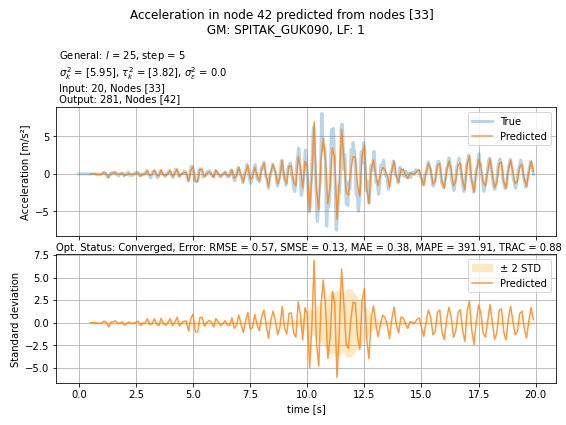 Acceleration in node 42 predicted from nodes [33]
GM: SPITAK_GUK090, LF: 1
General: l = 25, step = 5
σ²ₖ = [5.95], τ²ₖ = [3.82], σ²ε = 0.0
Input: 20, Nodes [33]
Output: 281, Nodes [42]
Acceleration [m/s²]
5
0
−5
True
Predicted
Opt. Status: Converged, Error: RMSE = 0.57, SMSE = 0.13, MAE = 0.38, MAPE = 391.91, TRAC = 0.88
Standard deviation
7.5
5.0
2.5
0.0
−2.5
−5.0
± 2 STD
Predicted
0.0 2.5 5.0 7.5 10.0 12.5 15.0 17.5 20.0
time [s]